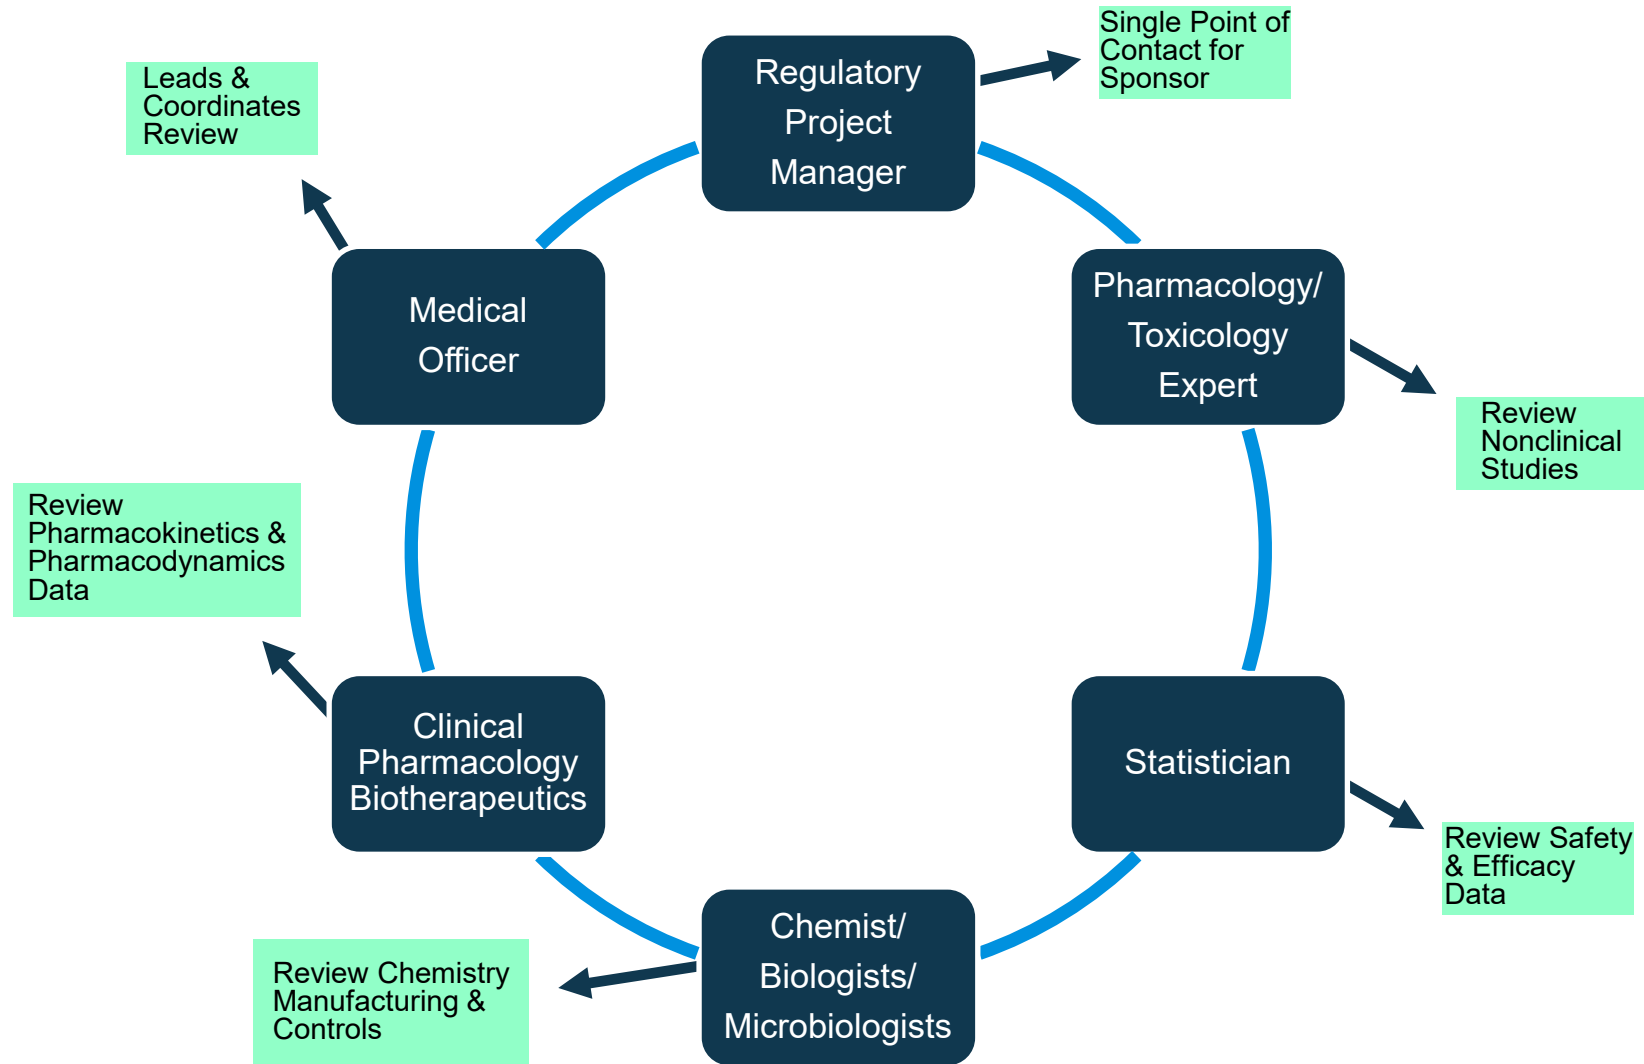 Single Point of
Contact for
Sponsor
Regulatory
Project
Manager
Leads &
Coordinates
Review
Medical
Officer
Pharmacology/
Toxicology
Expert
Review
Nonclinical
Studies
Review
Pharmacokinetics &
Pharmacodynamics
Data
Clinical
Pharmacology
Biotherapeutics
Statistician
Review Safety
& Efficacy
Data
Chemist/
Biologists/
Microbiologists
Review Chemistry
Manufacturing &
Controls